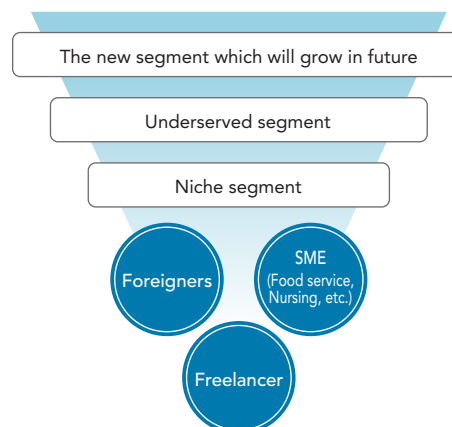 The new segment which will grow in future
Underserved segment
Niche segment
Foreigners
SME
(Food service,
Nursing, etc.)
Freelancer